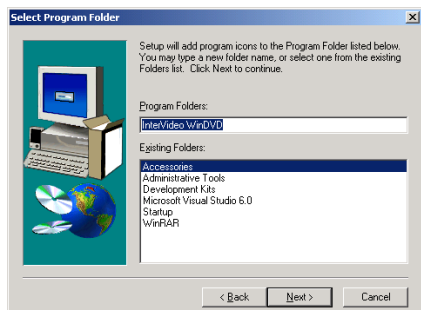 Select Program Folder
Setup will add program icons to the Program Folder listed below.
You may type a new folder name, or select one from the existing
Folders list. Click Next to continue.
Program Folders:
InterVideo WinDVD
Existing Folders:
Accessories
Administrative Tools
Development Kits
Microsoft Visual Studio 6.0
Startup
WinRAR
< Back
Next >
Cancel